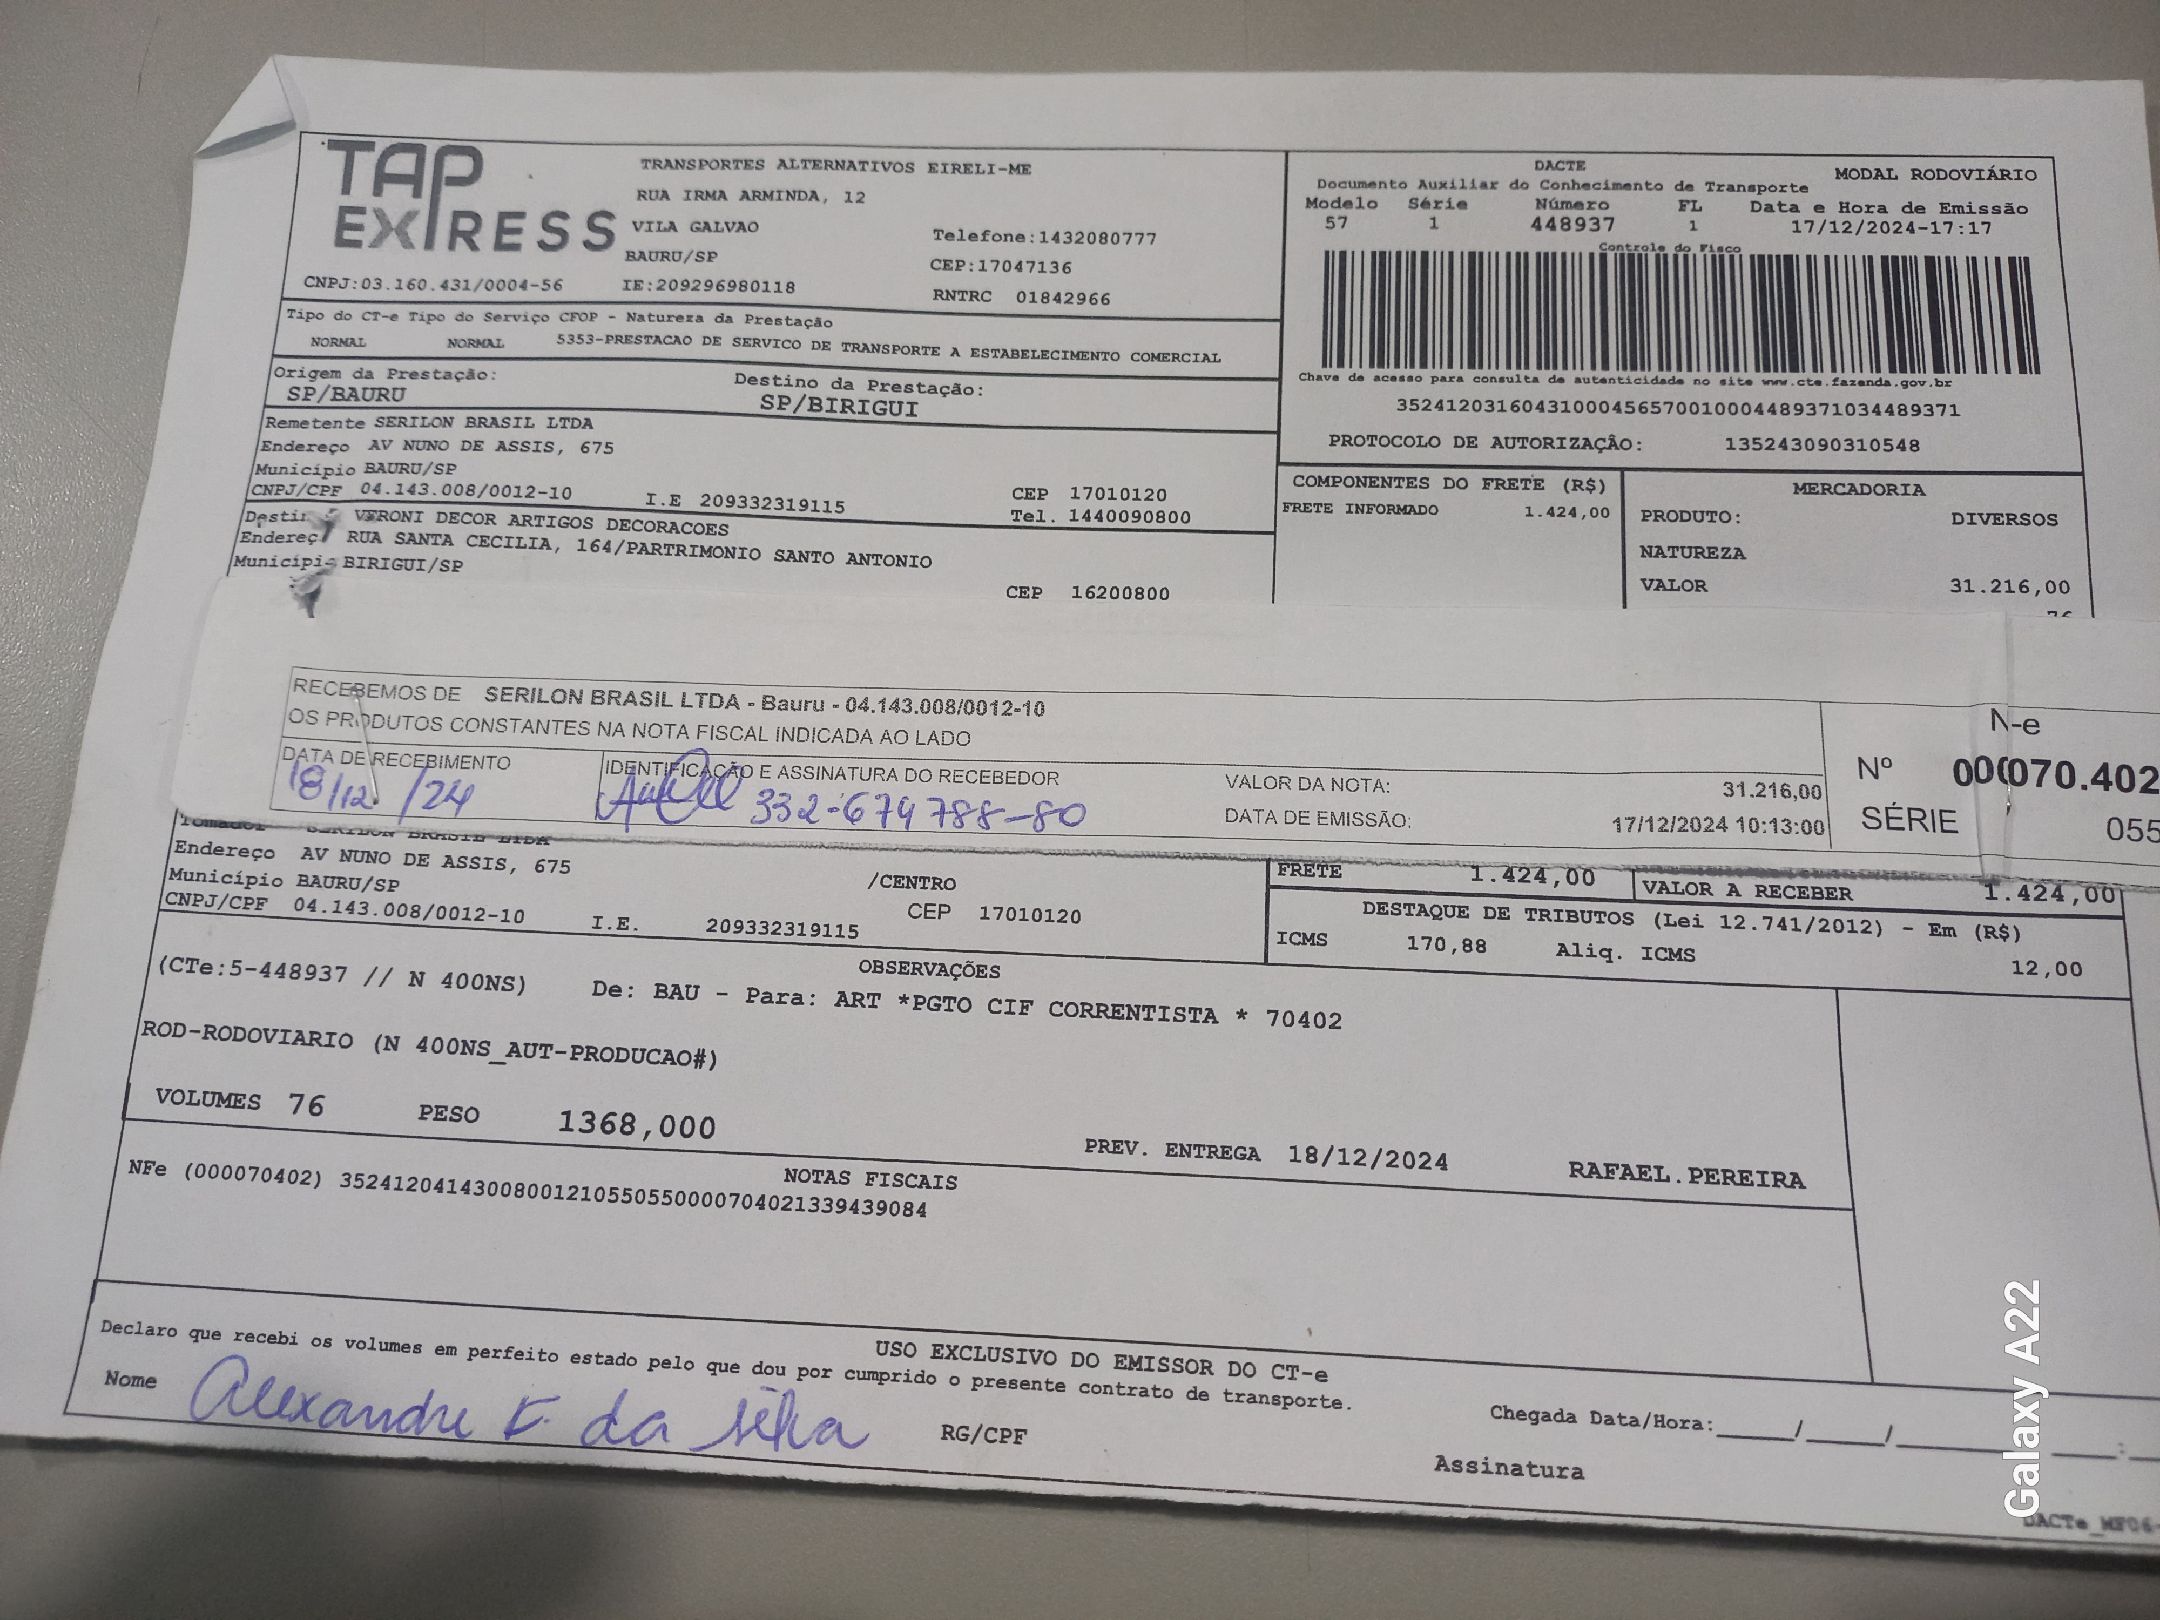 TAP EXPRESS
TRANSPORTES ALTERNATIVOS EIRELI-ME
RUA IRMA ARMINDA, 12
VILA GALVAO
BAURU/SP
Telefone:1432080777
CEP:17047136
CNPJ:03.160.431/0004-56 IE:209296980118 RNTRC 01842966
DACTE MODAL RODOVIÁRIO
Documento Auxiliar do Conhecimento de Transporte
Modelo Série Número FL Data e Hora de Emissão
57 1 448937 1 17/12/2024-17:17
Controle do Fisco
Chave de acesso para consulta de autenticidade no site www.cte.fazenda.gov.br
35241203160431000456570010004489371034489371
PROTOCOLO DE AUTORIZAÇÃO: 135243090310548
Tipo do CT-e Tipo do Serviço CFOP - Natureza da Prestação
NORMAL NORMAL 5353-PRESTACAO DE SERVICO DE TRANSPORTE A ESTABELECIMENTO COMERCIAL
Origem da Prestação: Destino da Prestação:
SP/BAURU SP/BIRIGUI
Remetente SERILON BRASIL LTDA
Endereço AV NUNO DE ASSIS, 675
Município BAURU/SP
CNPJ/CPF 04.143.008/0012-10 I.E 209332319115 CEP 17010120
Tel. 1440090800
Destin VERONI DECOR ARTIGOS DECORACOES
Endereç RUA SANTA CECILIA, 164/PARTRIMONIO SANTO ANTONIO
Municípi BIRIGUI/SP
CEP 16200800
COMPONENTES DO FRETE (R$)
FRETE INFORMADO 1.424,00
MERCADORIA
PRODUTO: DIVERSOS
NATUREZA
VALOR 31.216,00
RECEBEMOS DE SERILON BRASIL LTDA - Bauru - 04.143.008/0012-10
OS PRODUTOS CONSTANTES NA NOTA FISCAL INDICADA AO LADO
DATA DE RECEBIMENTO IDENTIFICAÇÃO E ASSINATURA DO RECEBEDOR
18/12/24 332-679788-80
VALOR DA NOTA: 31.216,00
DATA DE EMISSÃO: 17/12/2024 10:13:00
N-e
Nº 000070.402
SÉRIE 055
Tomador SERILON BRASIL LTDA
Endereço AV NUNO DE ASSIS, 675
Município BAURU/SP /CENTRO
CNPJ/CPF 04.143.008/0012-10 I.E. 209332319115 CEP 17010120
FRETE 1.424,00 VALOR A RECEBER 1.424,00
DESTAQUE DE TRIBUTOS (Lei 12.741/2012) - Em (R$)
ICMS 170,88 Aliq. ICMS 12,00
OBSERVAÇÕES
(CTe:5-448937 // N 400NS) De: BAU - Para: ART *PGTO CIF CORRENTISTA * 70402
ROD-RODOVIARIO (N 400NS_AUT-PRODUCAO#)
VOLUMES 76 PESO 1368,000
PREV. ENTREGA 18/12/2024 RAFAEL.PEREIRA
NOTAS FISCAIS
NFe (000070402) 35241204143008001210550550000704021339439084
USO EXCLUSIVO DO EMISSOR DO CT-e
Declaro que recebi os volumes em perfeito estado pelo que dou por cumprido o presente contrato de transporte.
Nome Alexandre F. da silva RG/CPF
Chegada Data/Hora:_____/_____/_____ ____:__
Assinatura
Galaxy A22